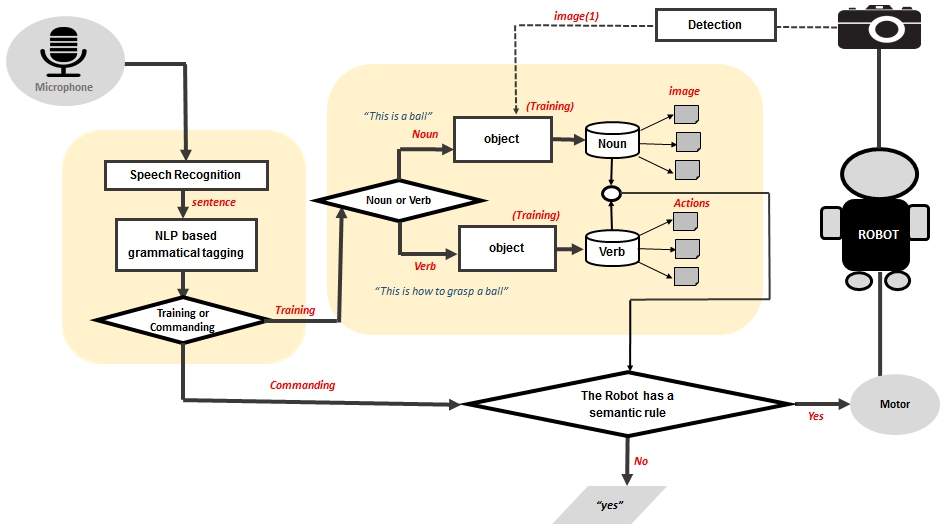 Microphone
image(1)
Detection
image
"This is a ball"
(Training)
Noun
object
Noun
Speech Recognition
sentence
Noun or Verb
Actions
(Training)
NLP based
grammatical tagging
object
Verb
Verb
ROBOT
"This is how to grasp a ball"
Training or
Commanding
Training
Commanding
The Robot has a
semantic rule
Yes
Motor
No
"yes"